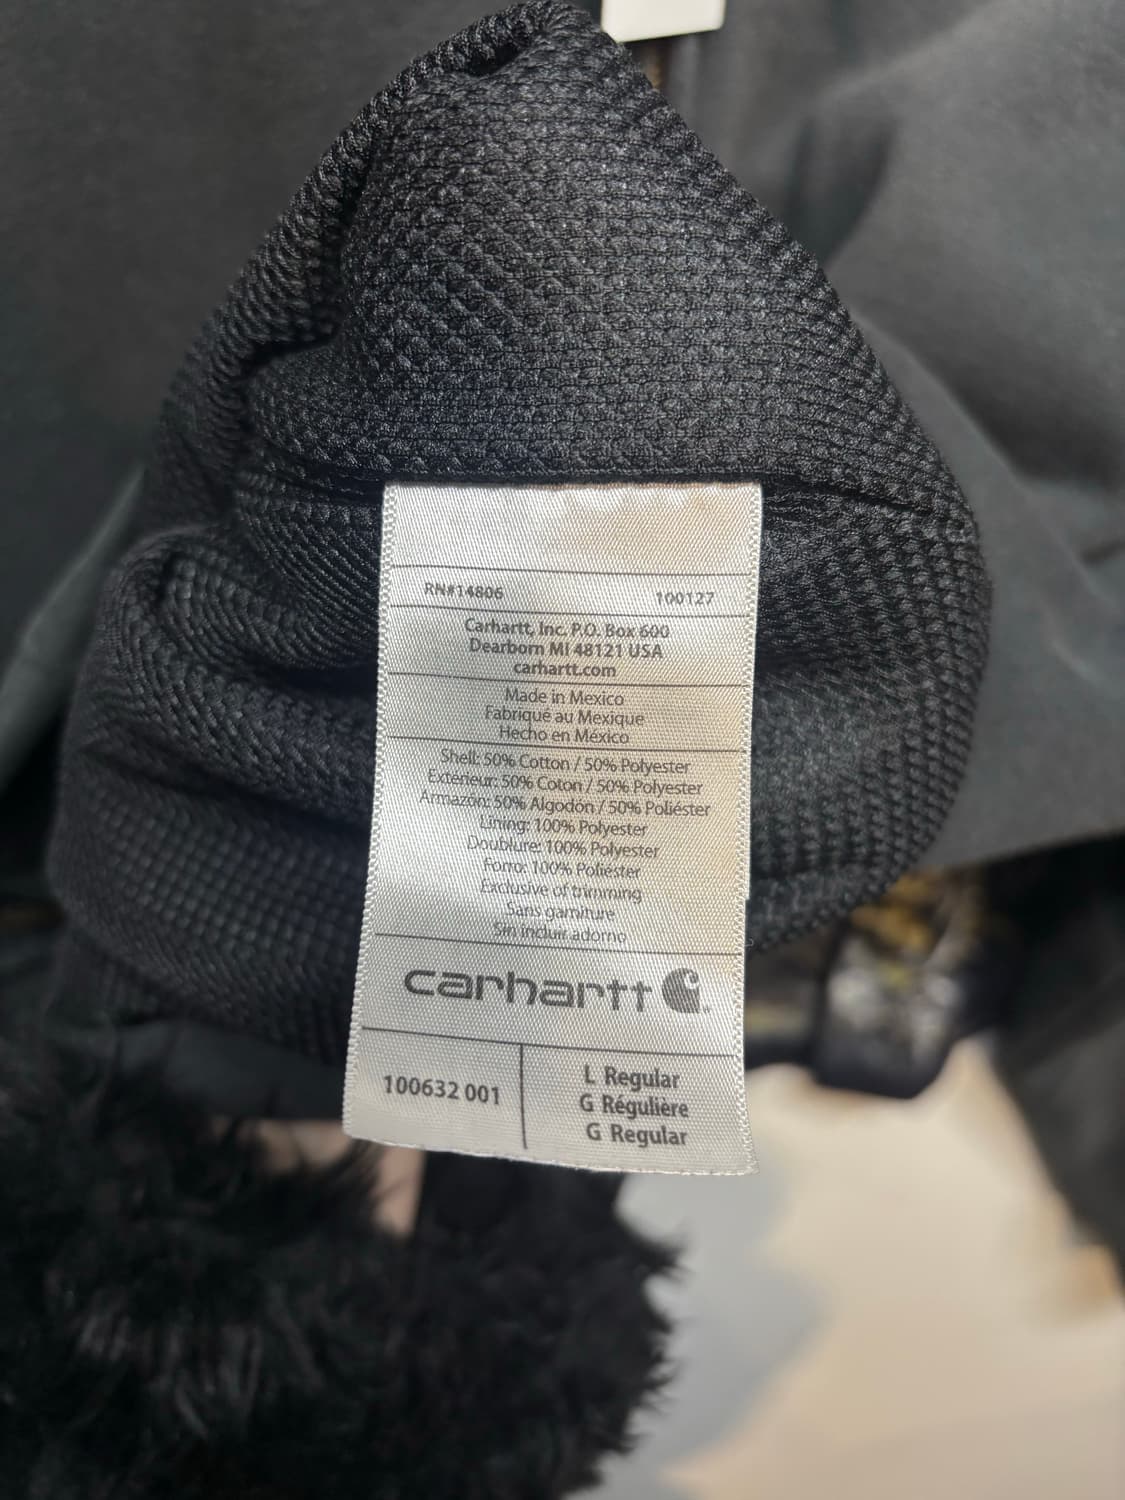 RN#14806 100127
Carhartt, Inc. P.O. Box 600
Dearborn MI 48121 USA
carhartt.com
Made in Mexico
Fabriqué au Mexique
Hecho en México
Shell: 50% Cotton / 50% Polyester
Exterieur: 50% Coton / 50% Polyester
Armazón: 50% Algodón / 50% Poliéster
Lining: 100% Polyester
Doublure: 100% Polyester
Forro: 100% Poliéster
Exclusive of trimming
Sans garniture
Sin incluir adorno
carhartt
100632 001
L Regular
G Régulière
G Regular